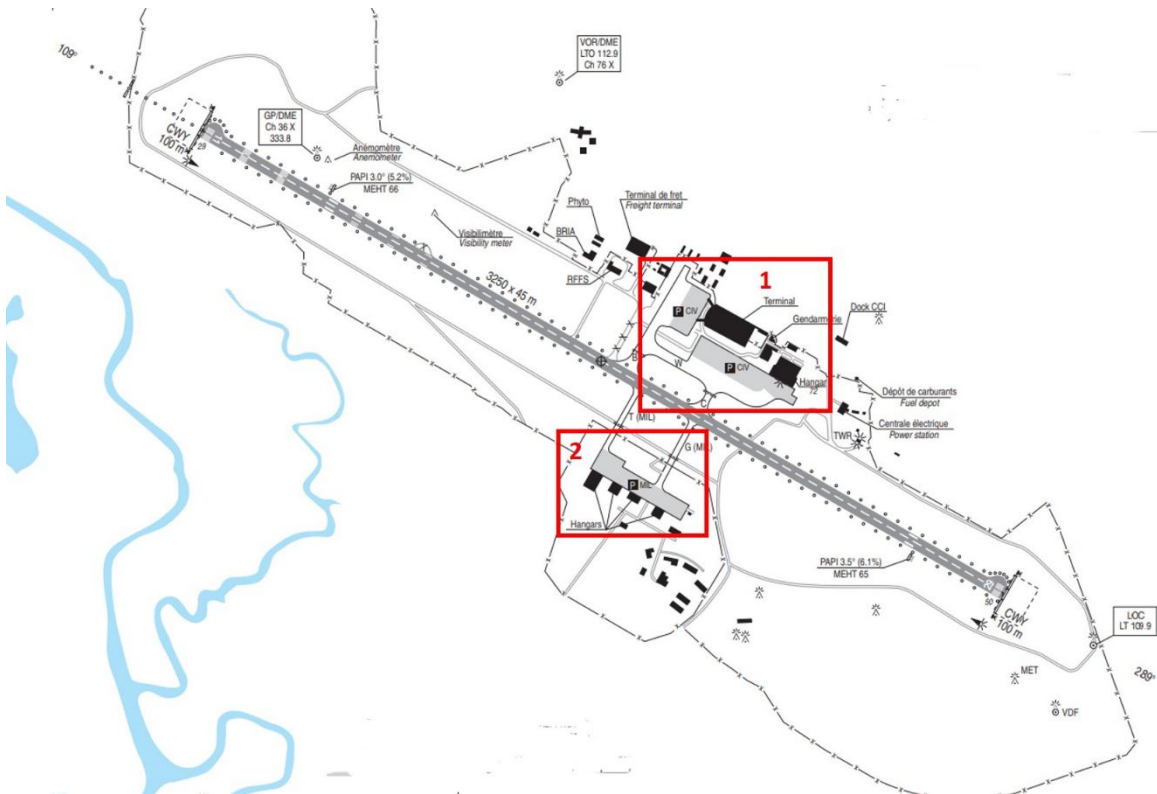 109°
VOR/DME
LTO 112.9
Ch 76 X
GP/DME
Ch 36 X
333.8
CWY
100 m
11
29
Anémomètre
Anemometer
PAPI 3.0° (5.2%)
MEHT 66
Visibilimètre
Visibility meter
Phyto
Terminal de fret
Freight terminal
BRIA
RFFS
3250 x 45 m
1
P CIV
Terminal
Gendarmerie
Dock CCI
B
W
P CIV
Hangar
72
C
Dépôt de carburants
Fuel depot
Centrale électrique
Power station
TWR
T (MIL)
G (MIL)
2
P MIL
Hangars
PAPI 3.5° (6.1%)
MEHT 65
29
50
CWY
100 m
LOC
LT 109.9
289°
MET
VDF